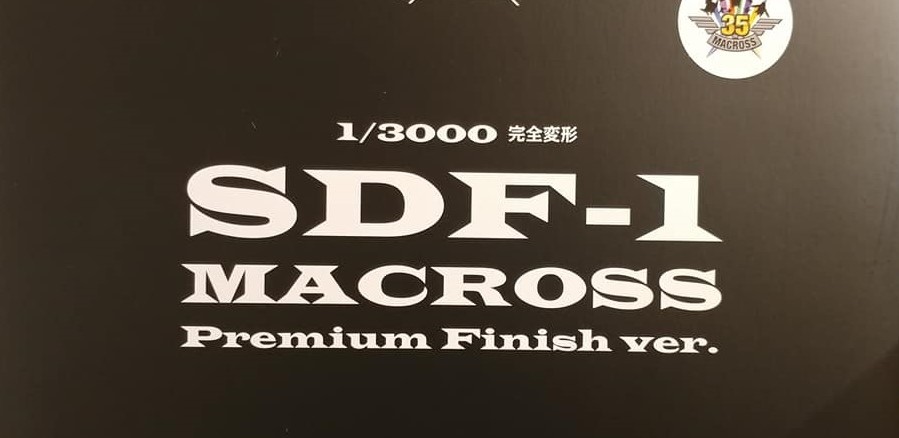 35
MACROSS
1/3000 完全変形
SDF-1
MACROSS
Premium Finish ver.